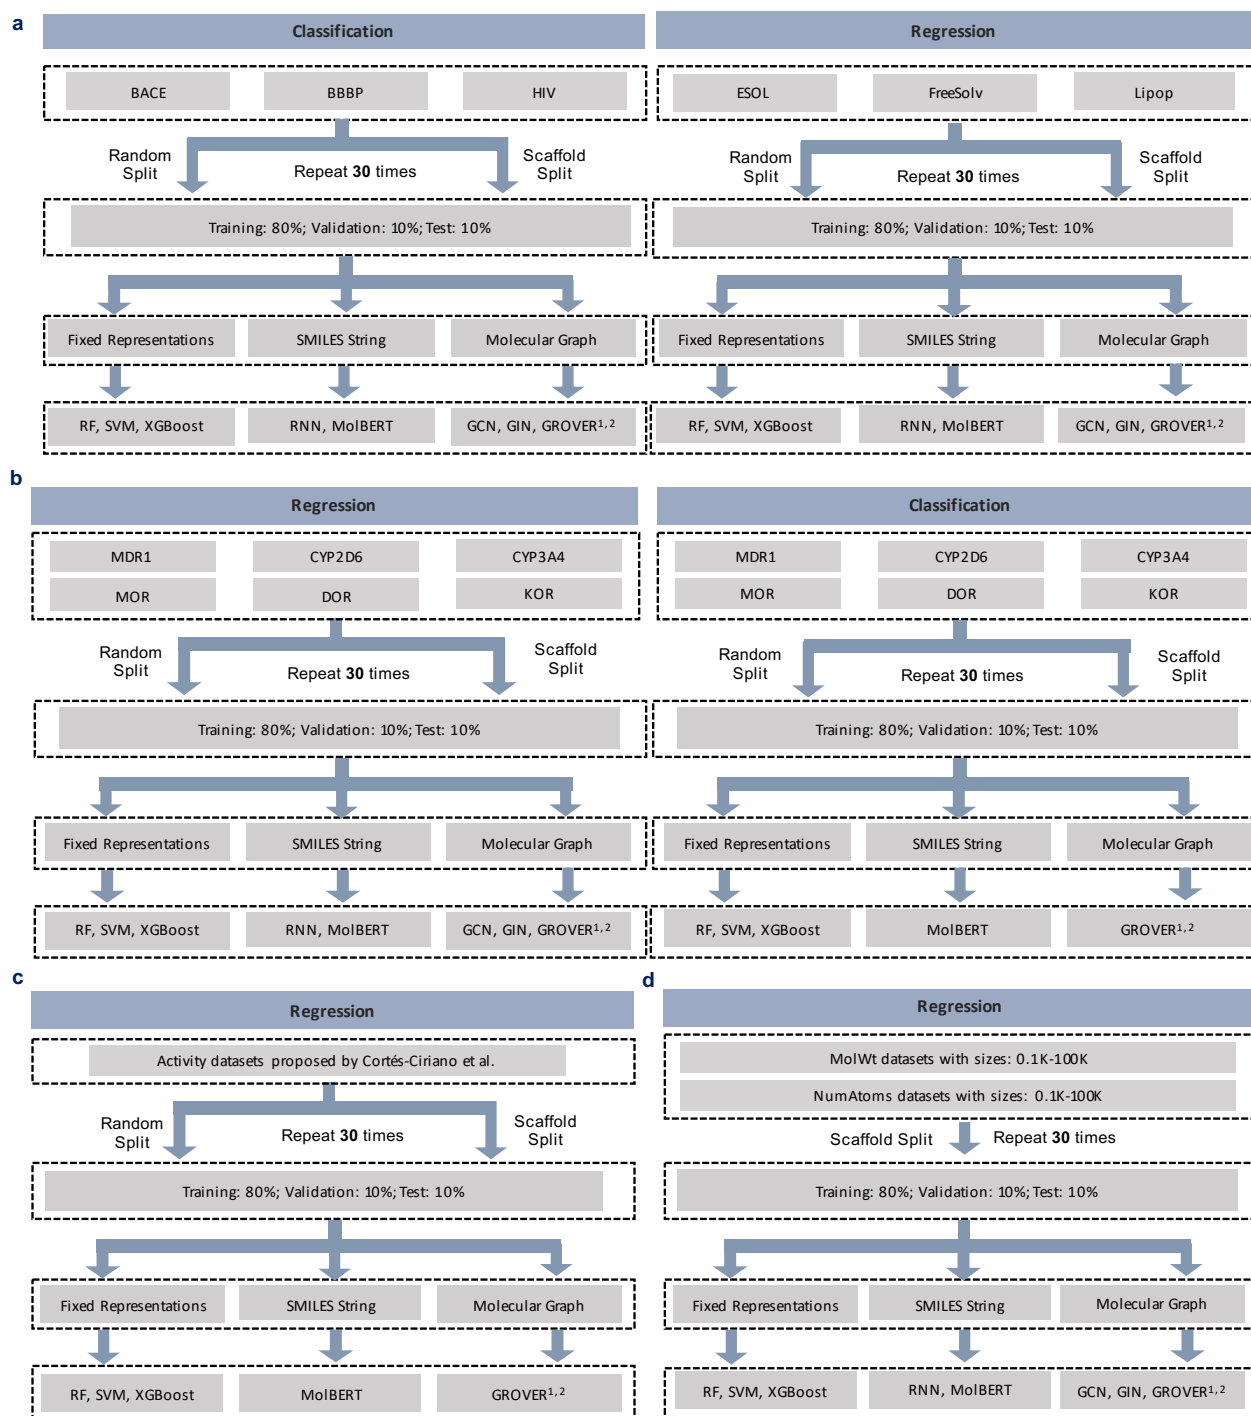 a
Classification
BACE
BBBP
HIV
Random
Split
Repeat 30 times
Scaffold
Split
Training: 80%; Validation: 10%; Test: 10%
Fixed Representations
SMILES String
Molecular Graph
RF, SVM, XGBoost
RNN, MolBERT
GCN, GIN, GROVER¹,²
Regression
ESOL
FreeSolv
Lipop
Random
Split
Repeat 30 times
Scaffold
Split
Training: 80%; Validation: 10%; Test: 10%
Fixed Representations
SMILES String
Molecular Graph
RF, SVM, XGBoost
RNN, MolBERT
GCN, GIN, GROVER¹,²
b
Regression
MDR1
CYP2D6
CYP3A4
MOR
DOR
KOR
Random
Split
Repeat 30 times
Scaffold
Split
Training: 80%; Validation: 10%; Test: 10%
Fixed Representations
SMILES String
Molecular Graph
RF, SVM, XGBoost
RNN, MolBERT
GCN, GIN, GROVER¹,²
Classification
MDR1
CYP2D6
CYP3A4
MOR
DOR
KOR
Random
Split
Repeat 30 times
Scaffold
Split
Training: 80%; Validation: 10%; Test: 10%
Fixed Representations
SMILES String
Molecular Graph
RF, SVM, XGBoost
MolBERT
GROVER¹,²
c
Regression
Activity datasets proposed by Cortés-Ciriano et al.
Random
Split
Repeat 30 times
Scaffold
Split
Training: 80%; Validation: 10%; Test: 10%
Fixed Representations
SMILES String
Molecular Graph
RF, SVM, XGBoost
MolBERT
GROVER¹,²
d
Regression
MolWt datasets with sizes: 0.1K-100K
NumAtoms datasets with sizes: 0.1K-100K
Scaffold Split
Repeat 30 times
Training: 80%; Validation: 10%; Test: 10%
Fixed Representations
SMILES String
Molecular Graph
RF, SVM, XGBoost
RNN, MolBERT
GCN, GIN, GROVER¹,²